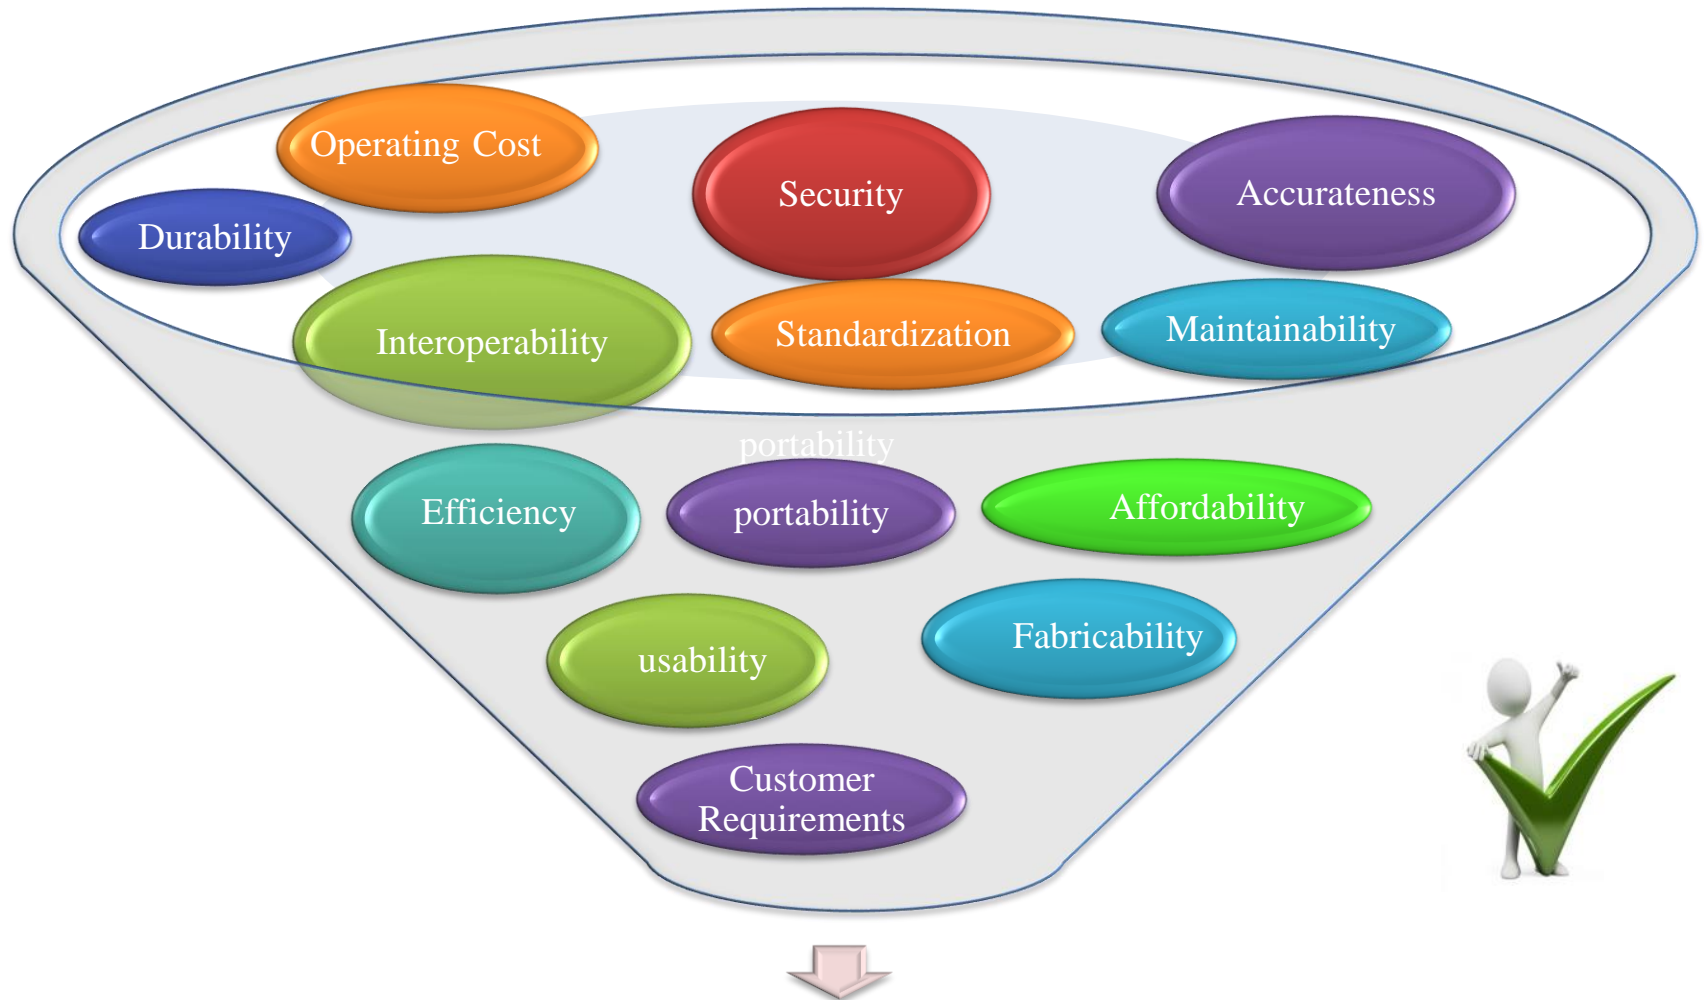 Operating Cost
Security
Accurateness
Durability
Interoperability
Standardization
Maintainability
portability
Efficiency
portability
Affordability
usability
Fabricability
Customer
Requirements